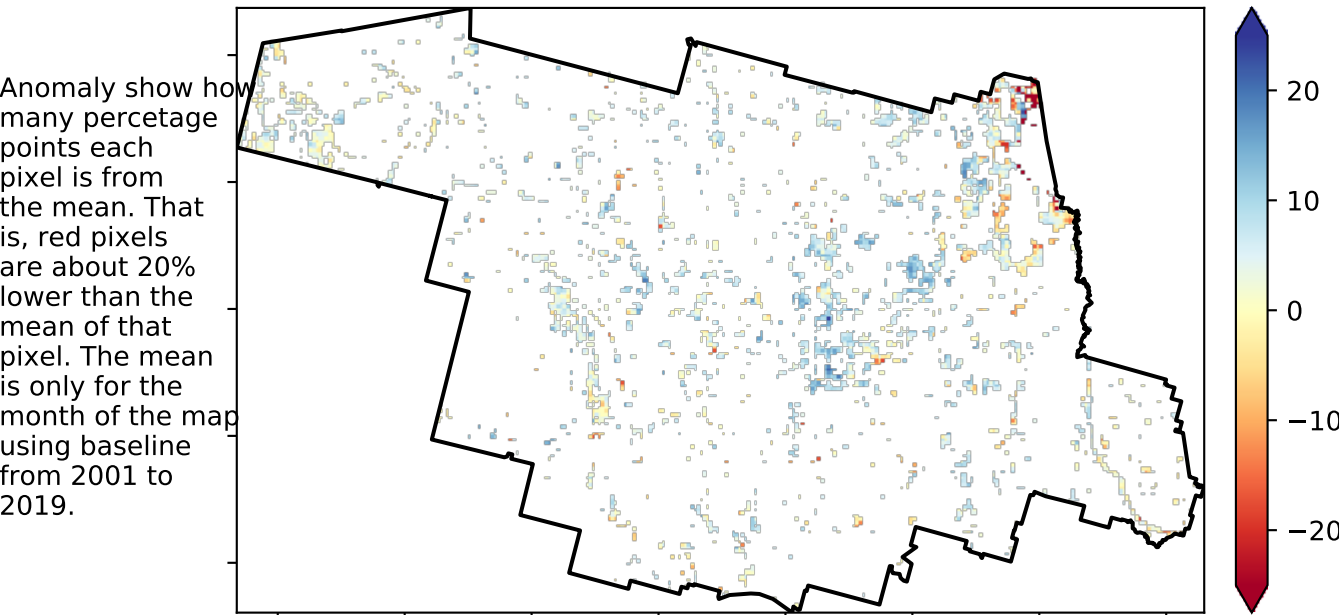 Anomaly show how
many percetage
points each
pixel is from
the mean. That
is, red pixels
are about 20%
lower than the
mean of that
pixel. The mean
is only for the
month of the map
using baseline
from 2001 to
2019.
20
10
0
−10
−20